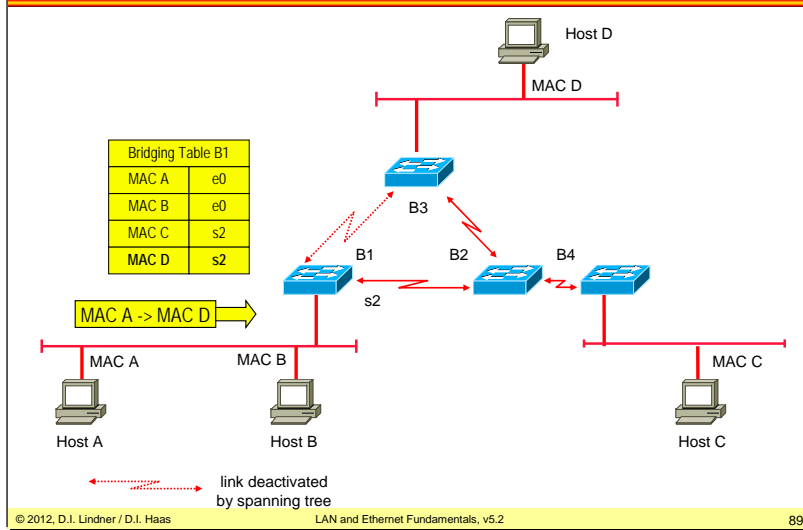 Host D
MAC D
Bridging Table B1
MAC A e0
MAC B e0
MAC C s2
MAC D s2
B3
B1
B2
B4
s2
MAC A -> MAC D
MAC A
MAC B
MAC C
Host A
Host B
Host C
link deactivated
by spanning tree
© 2012, D.I. Lindner / D.I. Haas
LAN and Ethernet Fundamentals, v5.2
89